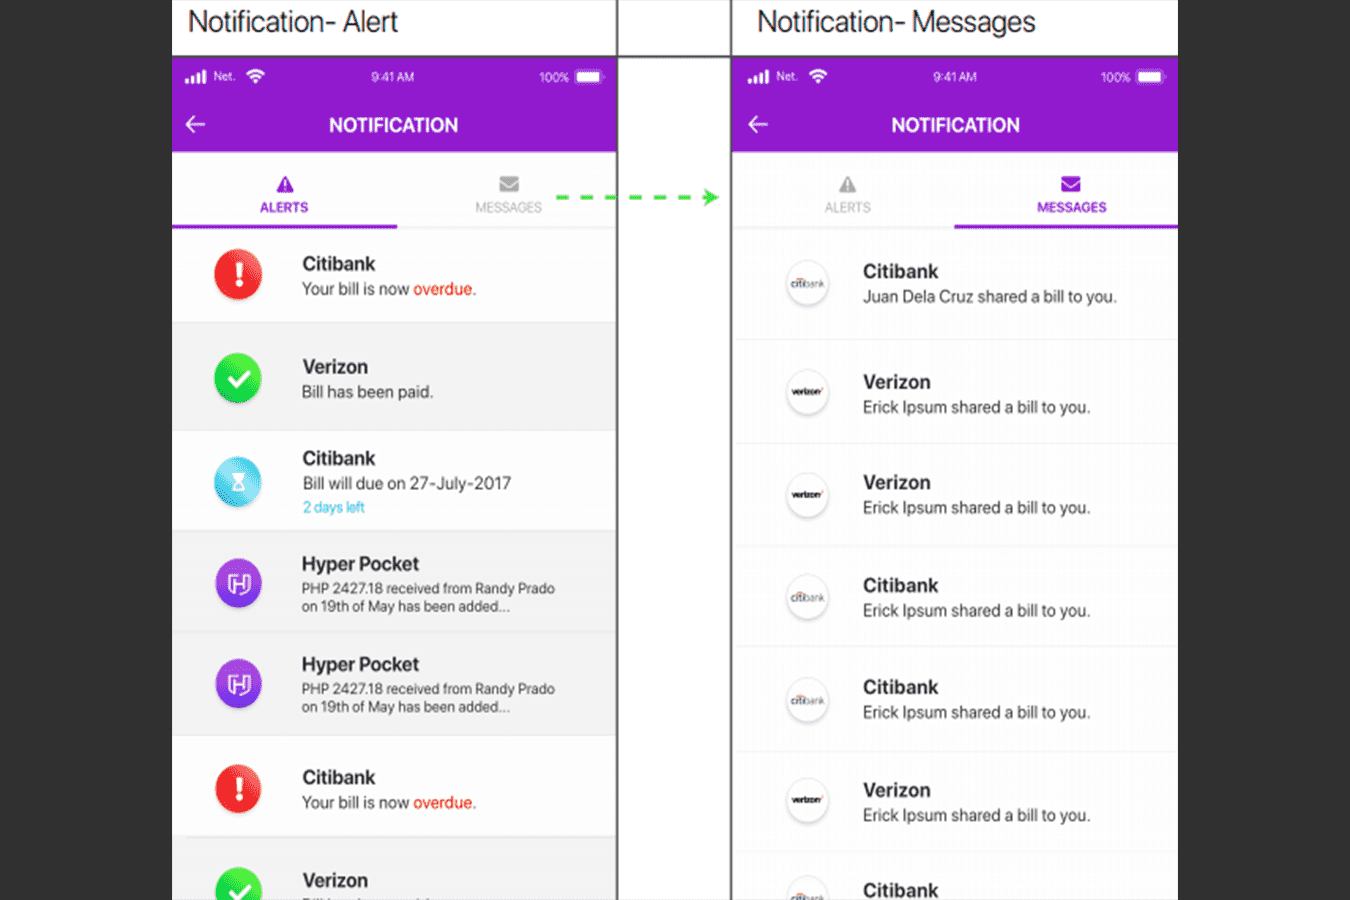 Notification- Alert
Net.
9:41 AM
100%
NOTIFICATION
ALERTS
MESSAGES
Citibank
Your bill is now overdue.
Verizon
Bill has been paid.
Citibank
Bill will due on 27-July-2017
2 days left
Hyper Pocket
PHP 2427.18 received from Randy Prado
on 19th of May has been added...
Hyper Pocket
PHP 2427.18 received from Randy Prado
on 19th of May has been added...
Citibank
Your bill is now overdue.
Verizon
Notification- Messages
Net.
9:41 AM
100%
NOTIFICATION
ALERTS
MESSAGES
citibank
Citibank
Juan Dela Cruz shared a bill to you.
verizon
Verizon
Erick Ipsum shared a bill to you.
verizon
Verizon
Erick Ipsum shared a bill to you.
citibank
Citibank
Erick Ipsum shared a bill to you.
citibank
Citibank
Erick Ipsum shared a bill to you.
verizon
Verizon
Erick Ipsum shared a bill to you.
citibank
Citibank